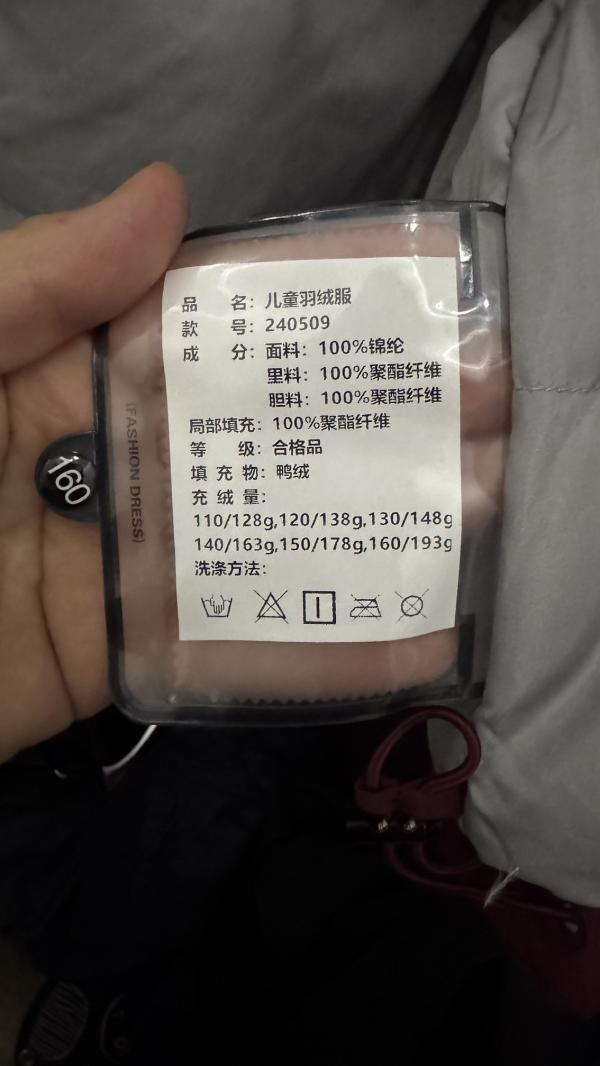 品 名：儿童羽绒服
款 号：240509
成 分：面料：100%锦纶
里料：100%聚酯纤维
胆料：100%聚酯纤维
局部填充：100%聚酯纤维
等 级：合格品
填 充 物：鸭绒
充 绒 量：
110/128g,120/138g,130/148g
140/163g,150/178g,160/193g
洗涤方法：
160
(FASHION DRESS)